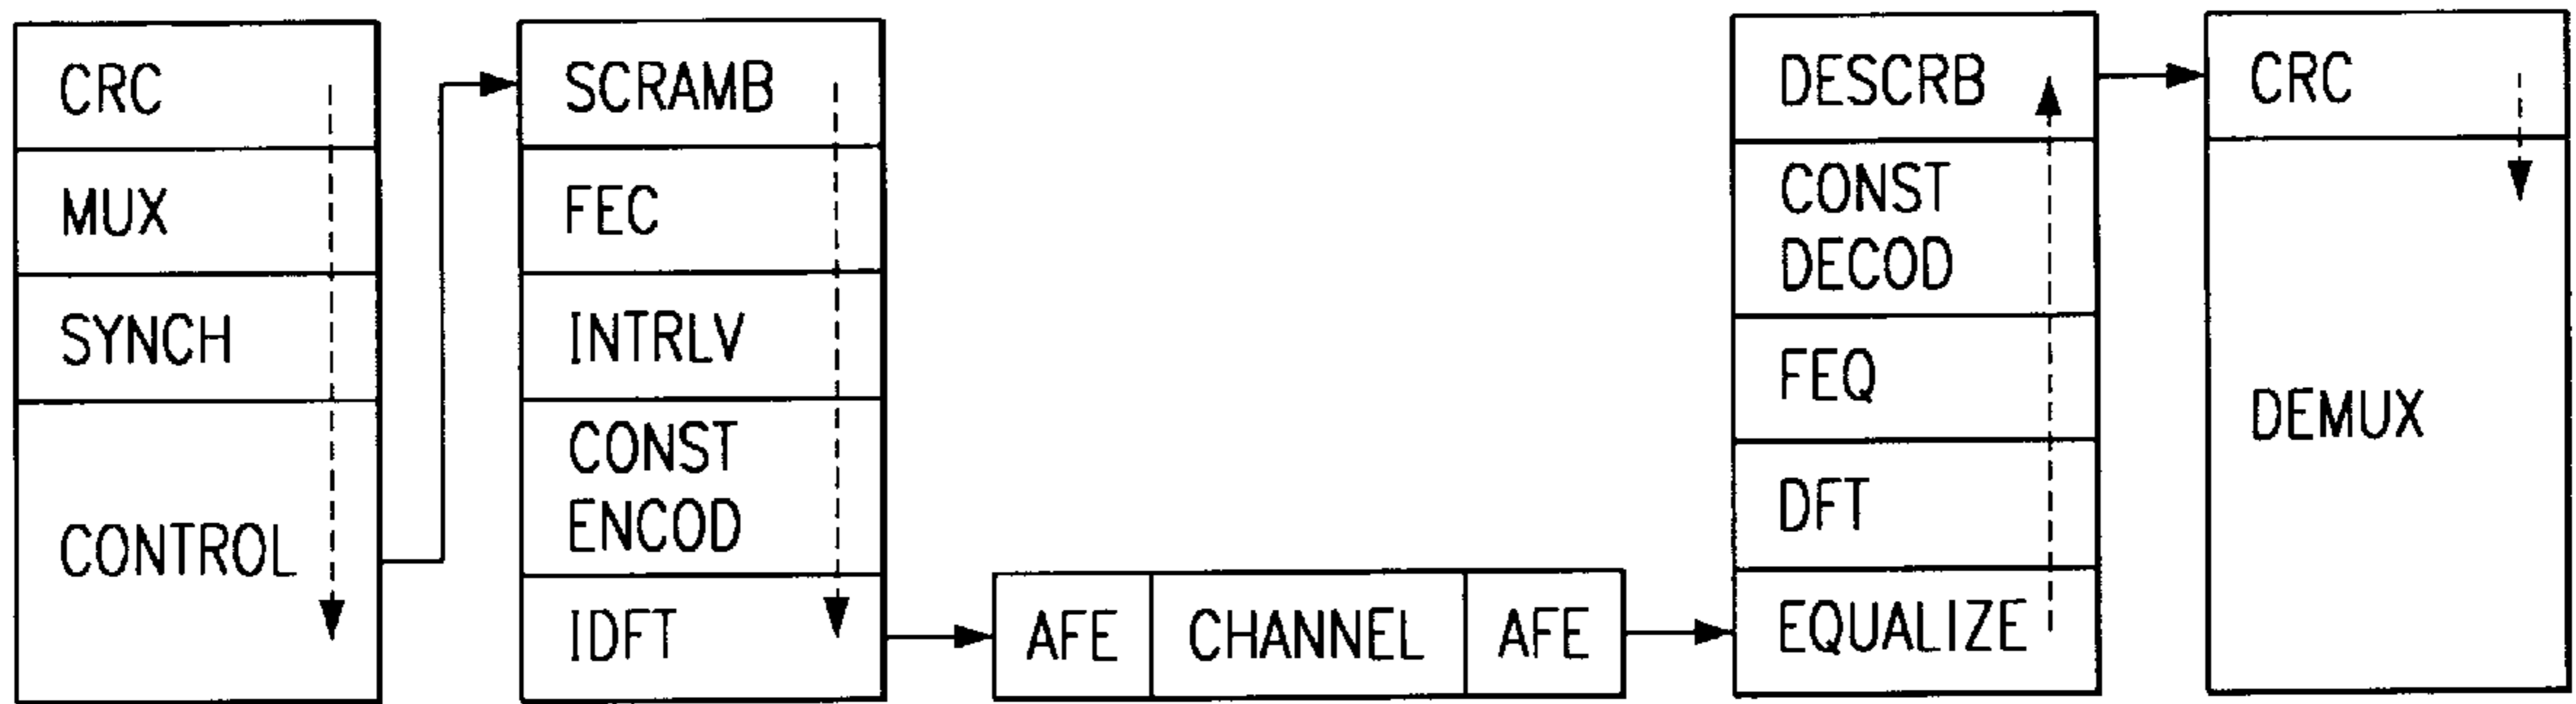 CRC
MUX
SYNCH
CONTROL
SCRAMB
FEC
INTRLV
CONST
ENCOD
IDFT
AFE
CHANNEL
AFE
DESCRB
CONST
DECOD
FEQ
DFT
EQUALIZE
CRC
DEMUX